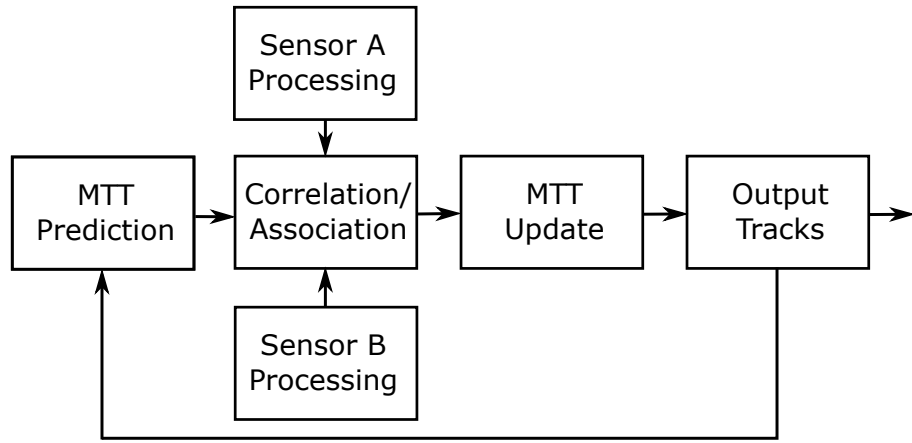 Sensor A
Processing
MTT
Prediction
Correlation/
Association
MTT
Update
Output
Tracks
Sensor B
Processing